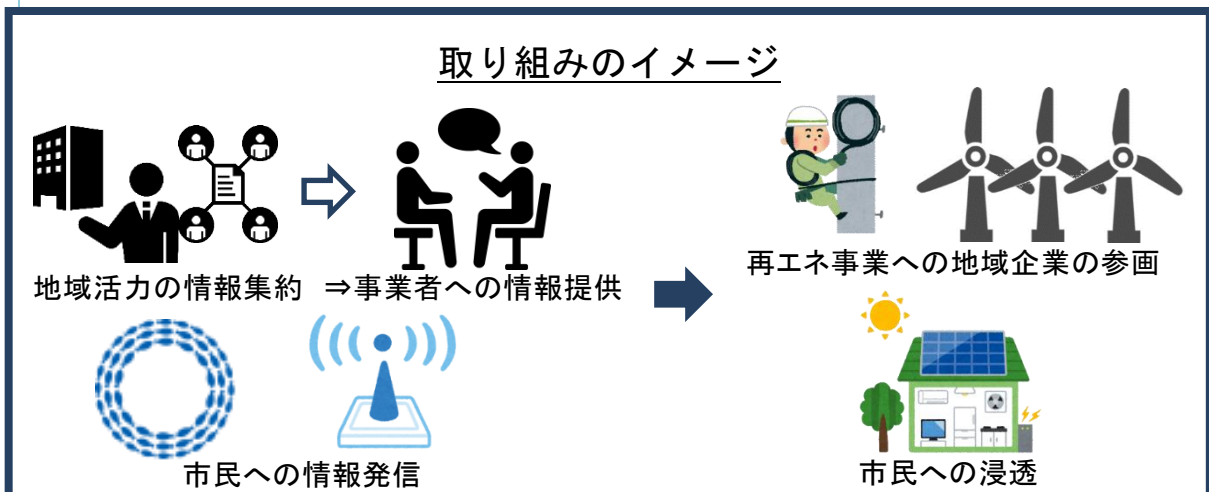 取り組みのイメージ
地域活力の情報集約 ⇒事業者への情報提供
市民への情報発信
再エネ事業への地域企業の参画
市民への浸透